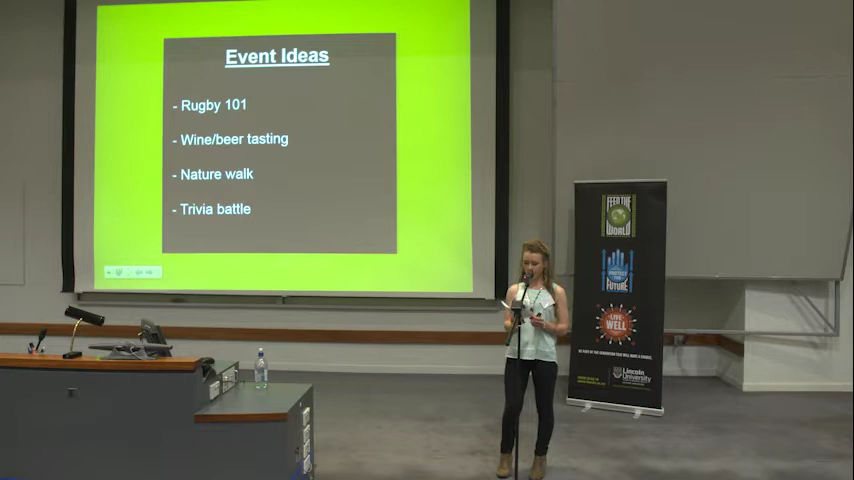 Event Ideas
- Rugby 101
- Wine/beer tasting
- Nature walk
- Trivia battle
FEED THE
WORLD
PROTECT
THE
FUTURE
LIVE
WELL
Lincoln
University